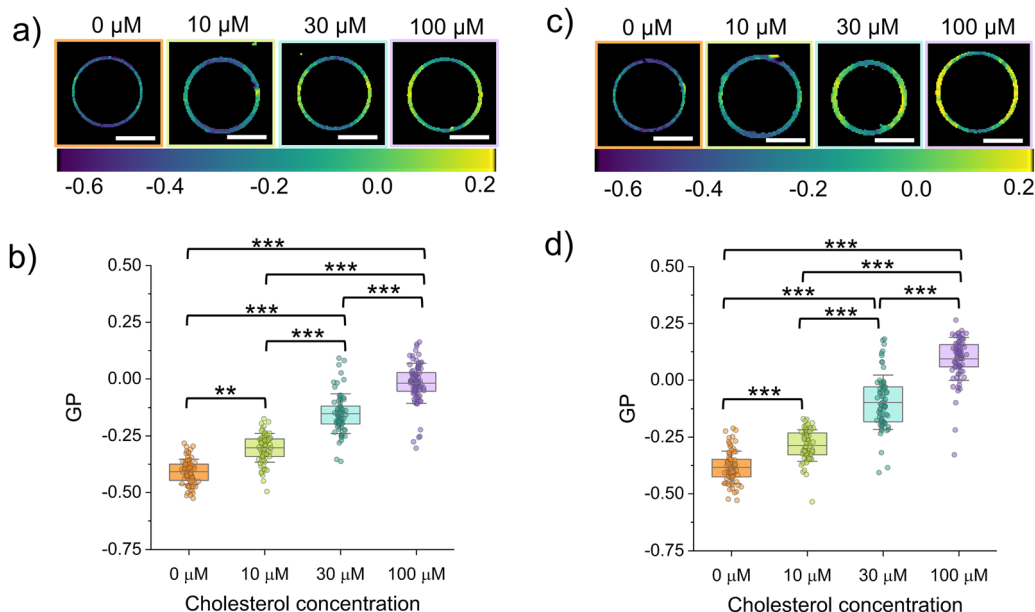 a)
0 µM 10 µM 30 µM 100 µM
-0.6 -0.4 -0.2 0.0 0.2
b)
0.50
0.25
0.00
-0.25
-0.50
-0.75
GP
***
***
***
***
***
**
0 µM 10 µM 30 µM 100 µM
Cholesterol concentration
c)
0 µM 10 µM 30 µM 100 µM
-0.6 -0.4 -0.2 0.0 0.2
d)
0.50
0.25
0.00
-0.25
-0.50
-0.75
GP
***
***
***
***
***
***
0 µM 10 µM 30 µM 100 µM
Cholesterol concentration